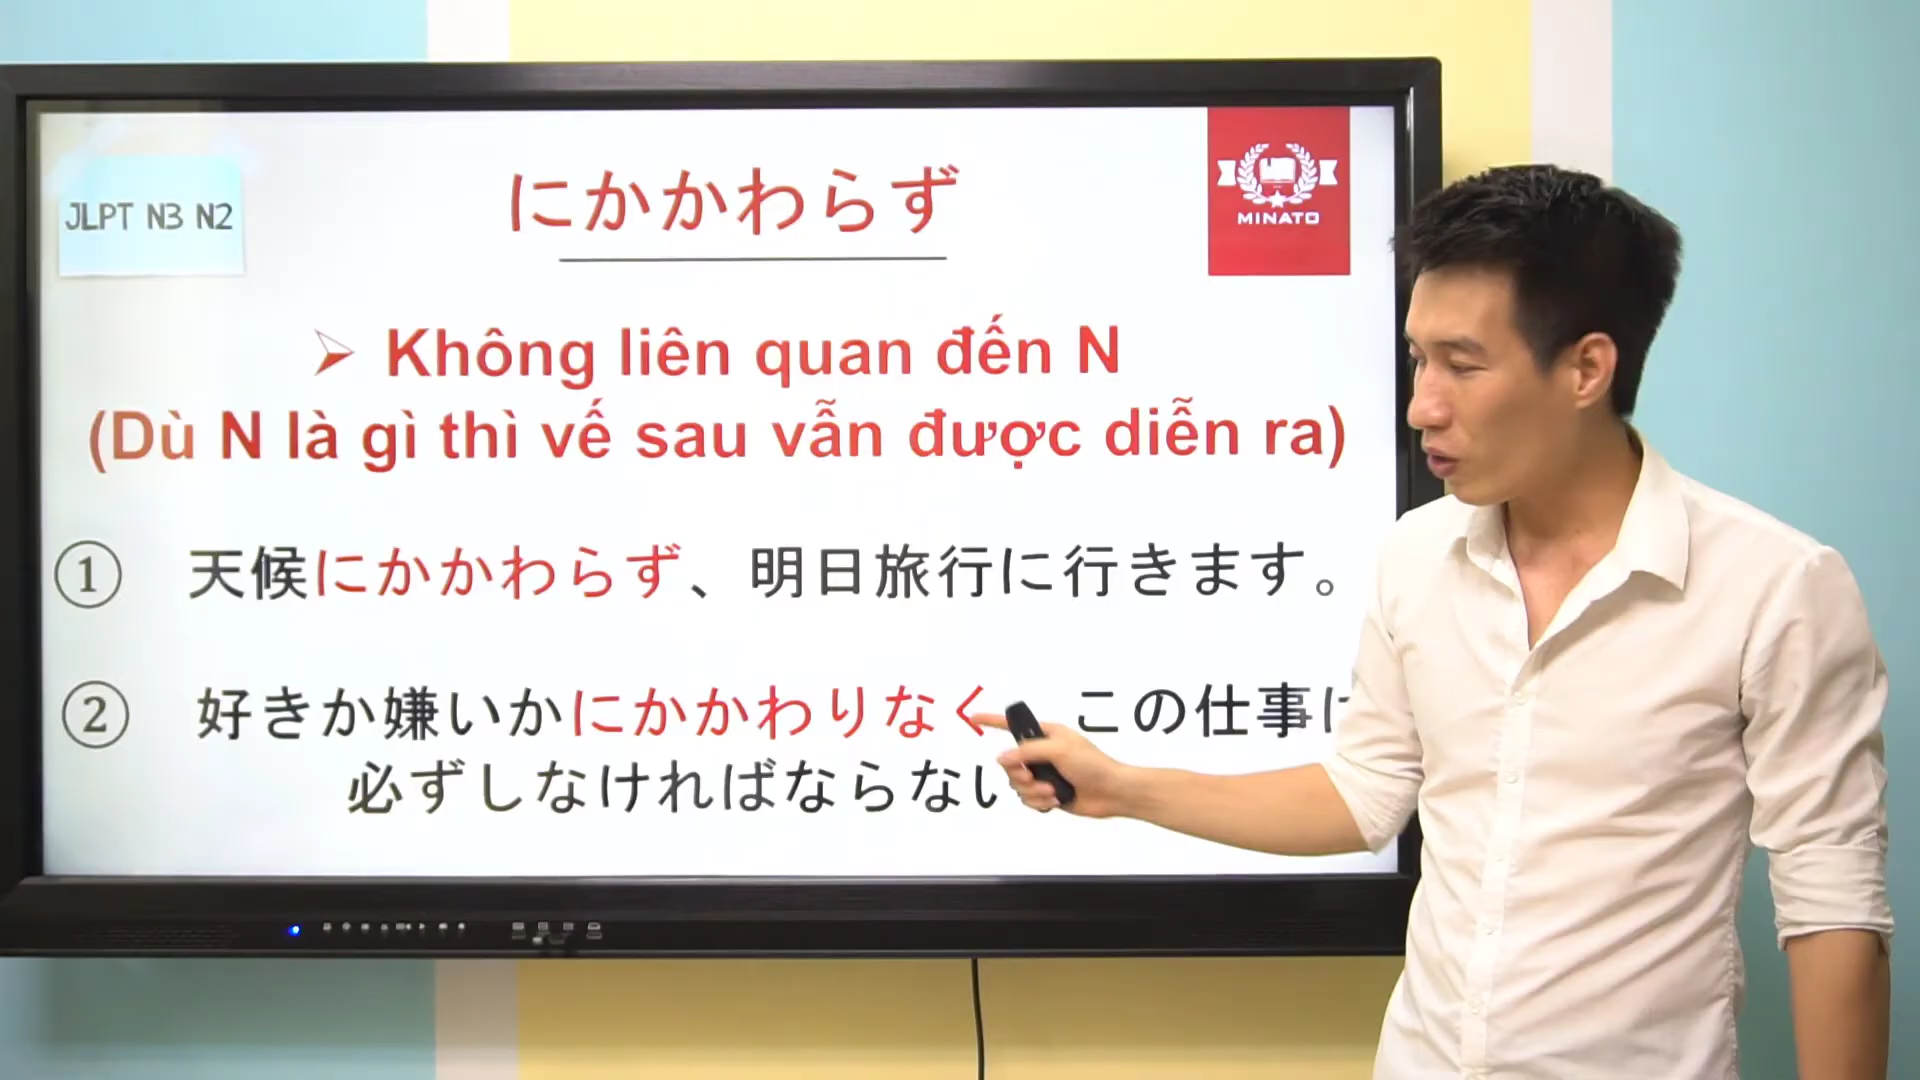 JLPT N3 N2
にかかわらず
MINATO
Không liên quan đến N
(Dù N là gì thì vế sau vẫn được diễn ra)
① 天候にかかわらず、明日旅行に行きます。
② 好きか嫌いかにかかわりなく この仕事は
必ずしなければならない